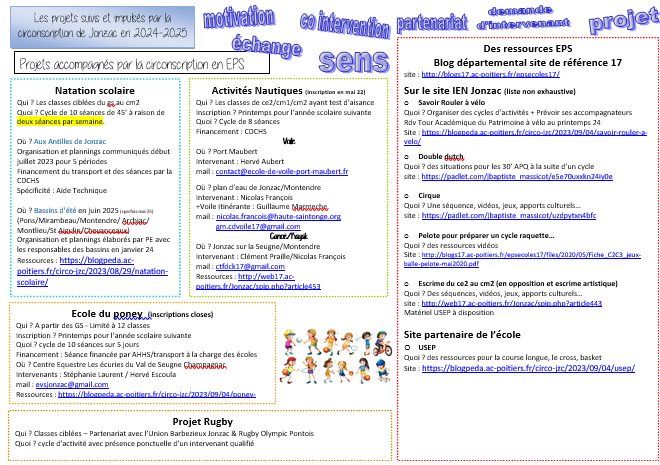 Les projets suivis et impulsés par la
circonscription de Jonzac en 2024-2025
motivation
échange
co intervention
sens
partenariat
demande
d'intervenant
projet
Projets accompagnés par la circonscription en EPS
Natation scolaire
Qui ? Les classes ciblées du gs au cm2
Quoi ? Cycle de 10 séances de 45' à raison de
deux séances par semaine.
Où ? Aux Antilles de Jonzac
Organisation et plannings communiqués début
juillet 2023 pour 5 périodes
Financement du transport et des classes par la
CDCHS
Spécificité : Aide Technique
Où ? Bassins d'été en juin 2025
(Pons/Mirambeau/Montendre/ Archiac/
Montlieu/St Aigulin/Chevanceaux)
Organisation et plannings élaborés par PE avec
les responsables des bassins en janvier 24
Ressources : https://blogpeda.ac-
poitiers.fr/circo-jzc/2023/08/29/natation-
scolaire/
Activités Nautiques (inscription en mai 22)
Qui ? Les classes de ce2/cm1/cm2 ayant test d'aisance
Inscription ? Printemps pour l'année scolaire suivante
Quoi ? Cycle de 8 séances
Financement : CDCHS
Voile
Où ? Port Maubert
Intervenant : Hervé Aubert
mail : contact@ecole-de-voile-port-maubert.fr
Où ? plan d'eau de Jonzac/Montendre
Intervenant : Nicolas François
+Voile itinérante : Guillaume Marmerche
mail : nicolas.francois@haute-saintonge.org
gm.cdvoile17@gmail.com
Canoe/Kayak
Où ? Jonzac sur la Seugne/Montendre
Intervenant : Clément Praille/Nicolas François
mail : ctfdck17@gmail.com
Ressources : http://web17.ac-
poitiers.fr/Jonzac/spip.php?article453
Ecole du poney (inscriptions closes)
Qui ? A partir des GS - Limité à 12 classes
Inscription ? Printemps pour l'année scolaire suivante
Quoi ? cycle de 10 séances sur 5 jours
Financement : Séance financée par AHHS/transport à la charge des écoles
Où ? Centre Equestre Les écuries du Val de Seugne Champagnac
Intervenants : Stéphanie Laurent / Hervé Escoula
mail : evsjonzac@gmail.com
Ressources : https://blogpeda.ac-poitiers.fr/circo-jzc/2023/09/04/poney-
Projet Rugby
Qui ? Classes ciblées – Partenariat avec l'Union Barbezieux Jonzac & Rugby Olympic Pontois
Quoi ? cycle d'activité avec présence ponctuelle d'un intervenant qualifié
Des ressources EPS
Blog départemental site de référence 17
site : http://blogs17.ac-poitiers.fr/epsecoles17/
Sur le site IEN Jonzac (liste non exhaustive)
o Savoir Rouler à vélo
Quoi ? Organiser des cycles d'activités + Prévoir ses accompagnateurs
Rdv Tour Académique du Patrimoine à vélo au printemps 24
Site : https://blogpeda.ac-poitiers.fr/circo-jzc/2023/09/04/savoir-rouler-a-
velo/
o Double dutch
Quoi ? des situations pour les 30' APQ à la suite d'un cycle
site : https://padlet.com/jbaptiste_massicot/e5e70uxxkn24iy0e
o Cirque
Quoi ? Une séquence, vidéos, jeux, apports culturels...
site : https://padlet.com/jbaptiste_massicot/uzdpytxn4bfc
o Pelote pour préparer un cycle raquette...
Quoi ? des ressources vidéos
Site : http://blogs17.ac-poitiers.fr/epsecoles17/files/2020/05/Fiche_C2C3_jeux-
balle-pelote-mai2020.pdf
o Escrime du ce2 au cm2 (en opposition et escrime artistique)
Quoi ? Des séquences, vidéos, jeux, apports culturels...
site : http://web17.ac-poitiers.fr/Jonzac/spip.php?article443
Matériel USEP à disposition
Site partenaire de l'école
o USEP
Quoi ? des ressources pour la course longue, le cross, basket
Site : https://blogpeda.ac-poitiers.fr/circo-jzc/2023/09/04/usep/